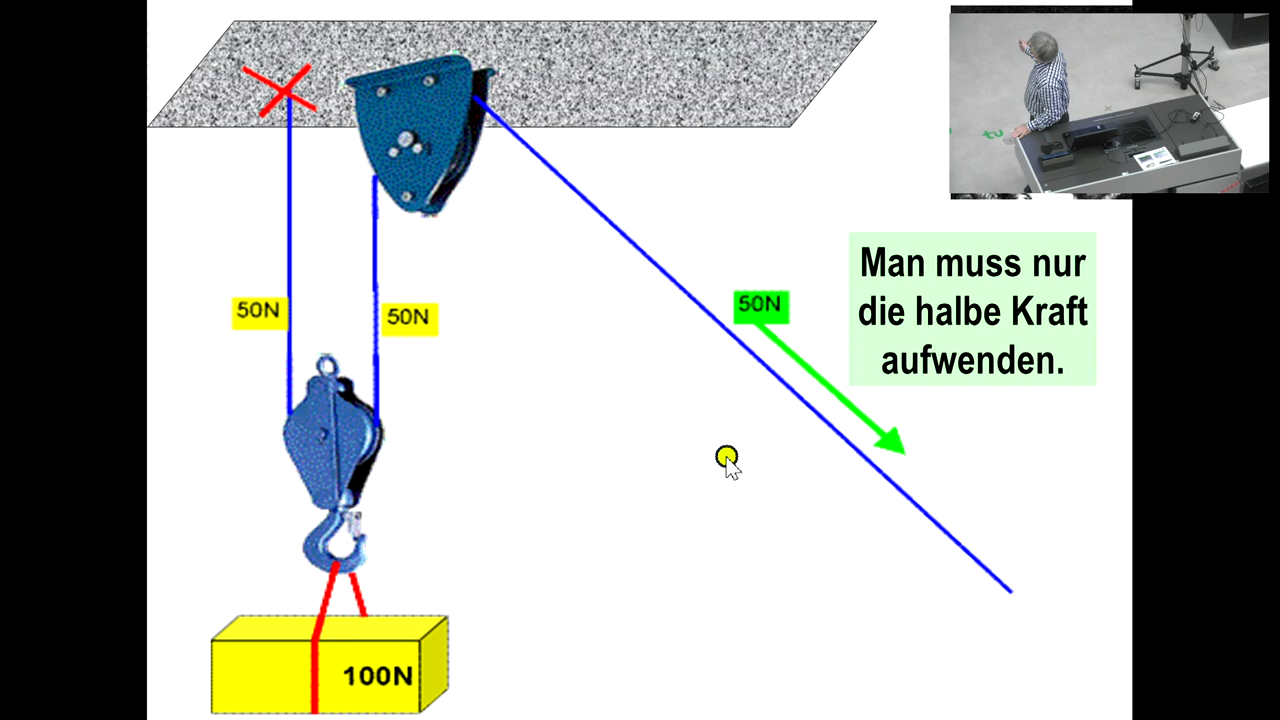 50N
50N
50N
Man muss nur
die halbe Kraft
aufwenden.
100N